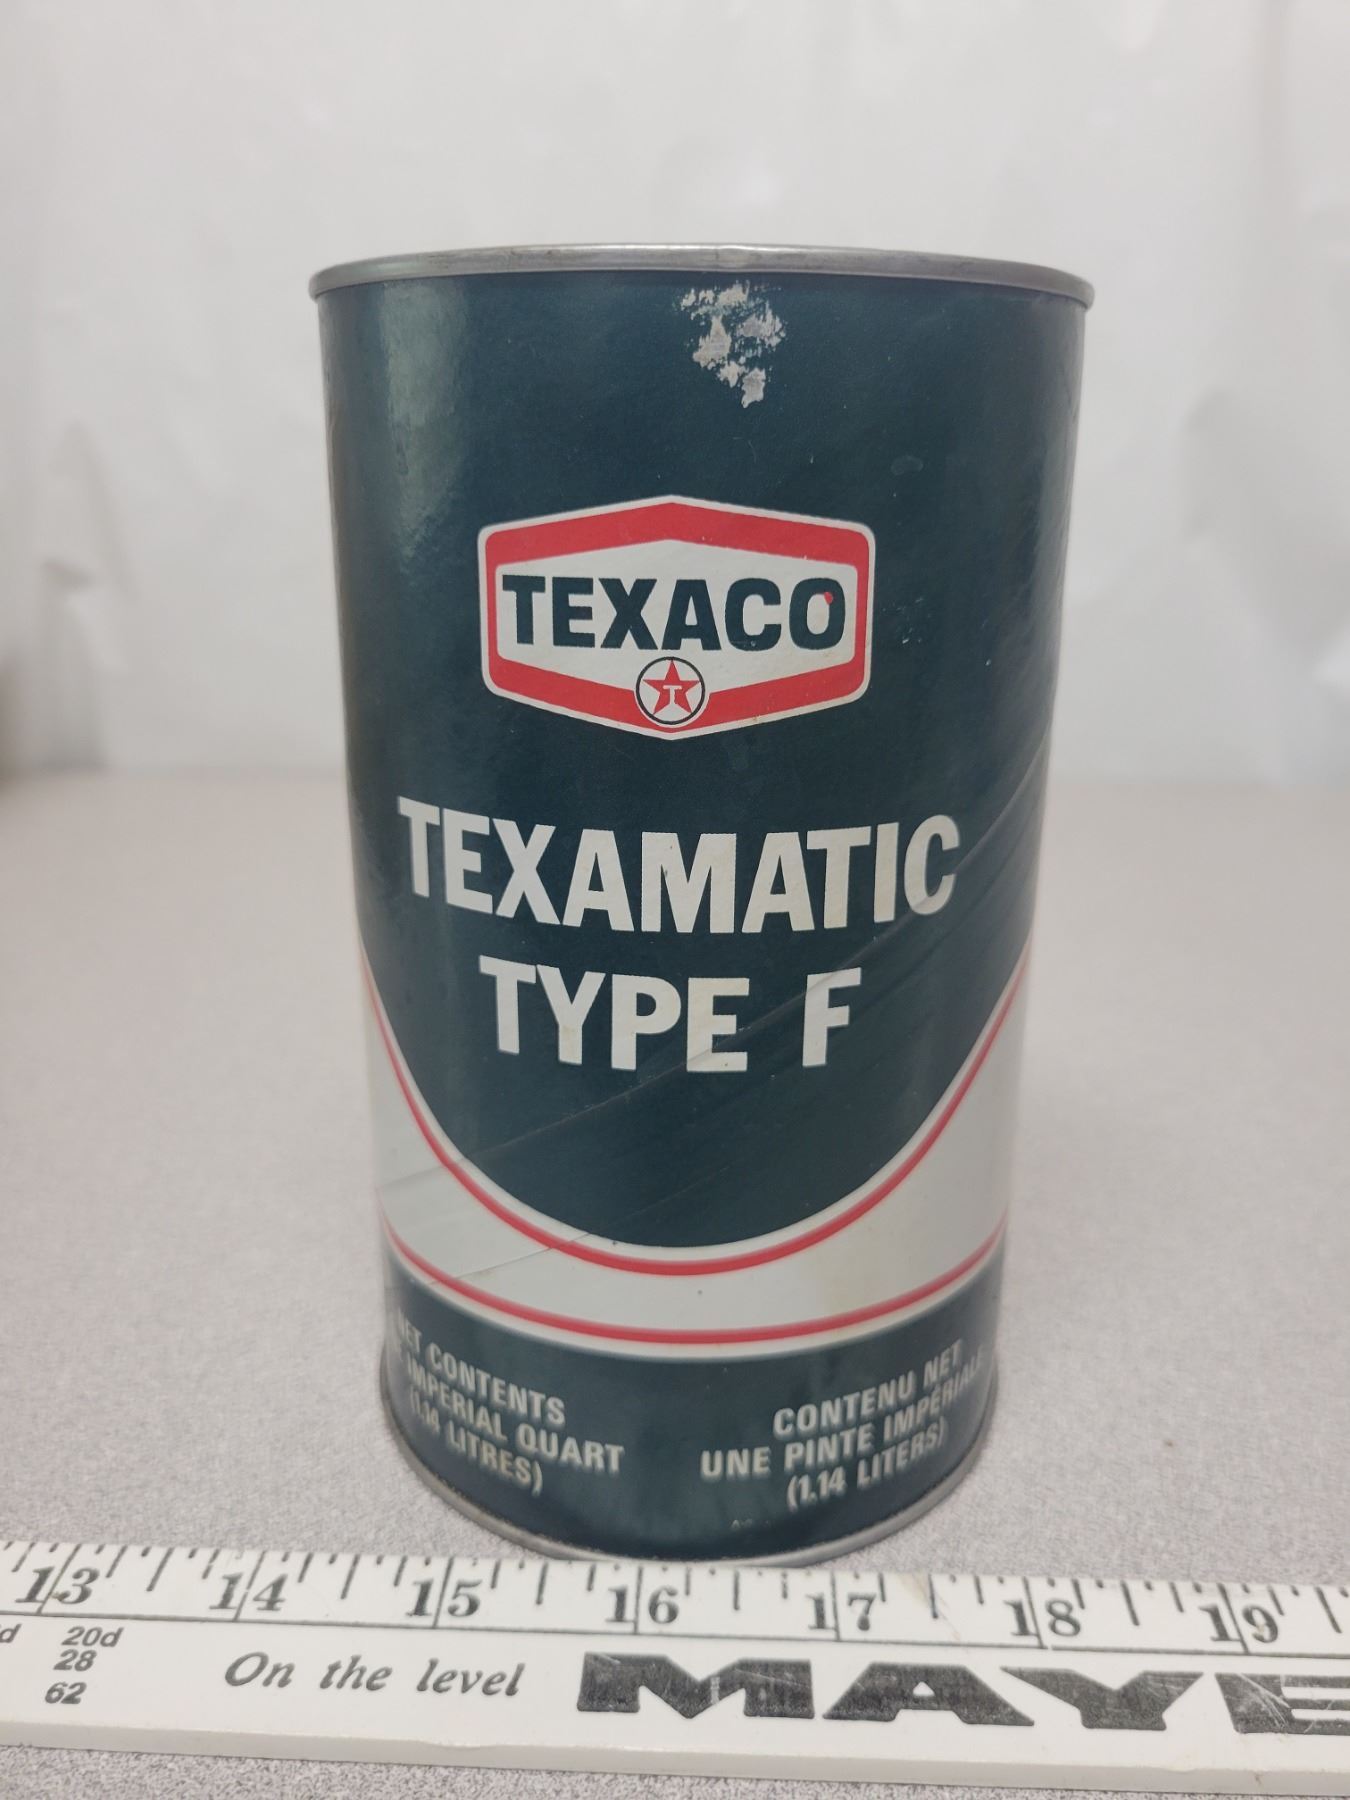 TEXACO
T
TEXAMATIC
TYPE F
NET CONTENTS
IMPERIAL QUART
(1.14 LITRES)
CONTENU NET
UNE PINTE IMPÉRIALE
(1.14 LITERS)
13 14 15 16 17 18 19
20d
28
62
On the level
MAYE